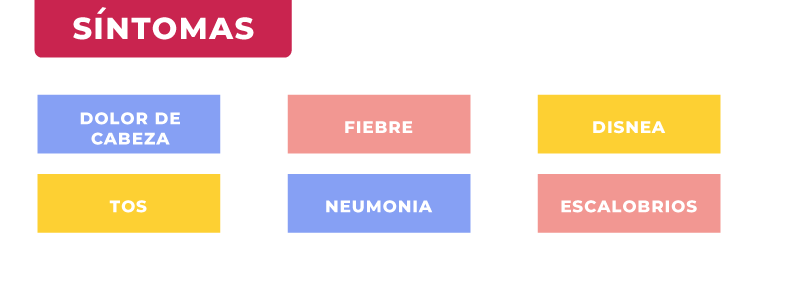 SÍNTOMAS
DOLOR DE
CABEZA
FIEBRE
DISNEA
TOS
NEUMONIA
ESCALOBRIOS